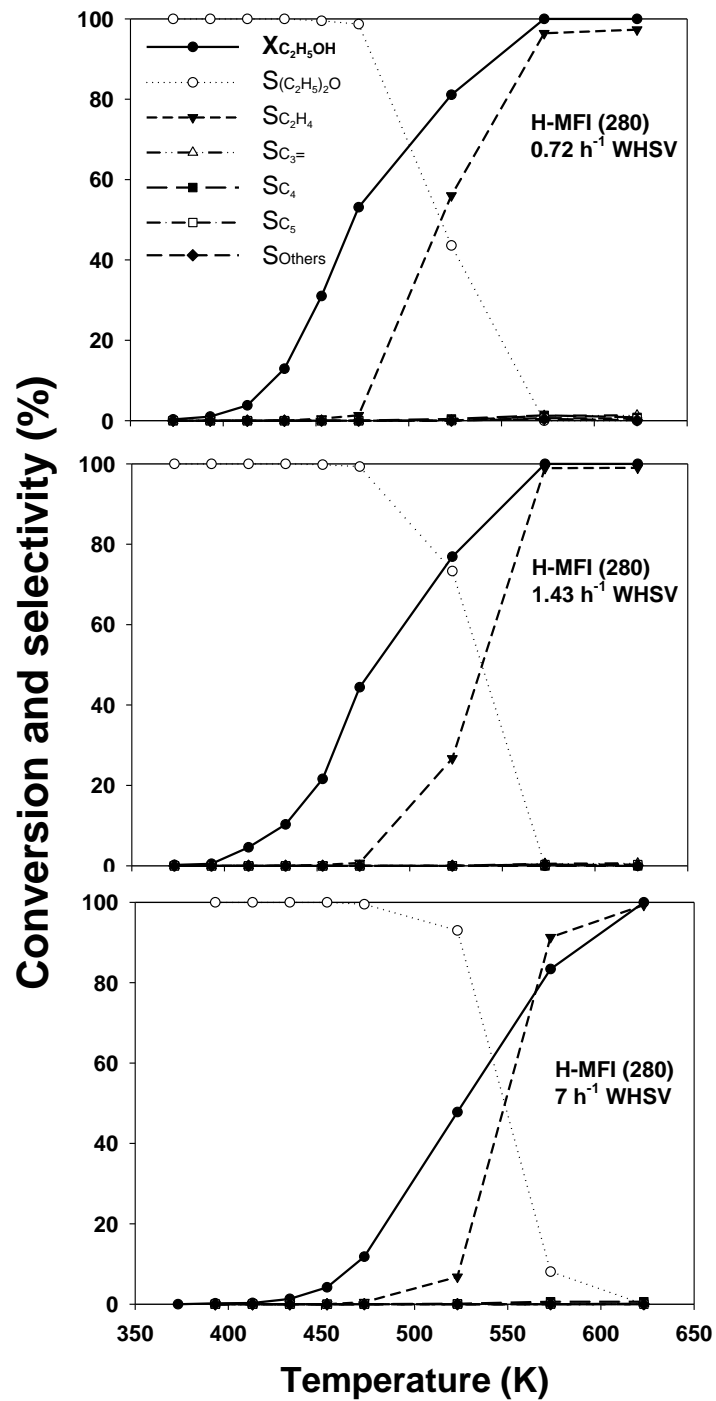 100
80
60
40
20
0
XC₂H₅OH
S(C₂H₅)₂O
SC₂H₄
SC₃=
SC₄
SC₅
SOthers
H-MFI (280)
0.72 h⁻¹ WHSV
Conversion and selectivity (%)
100
80
60
40
20
0
H-MFI (280)
1.43 h⁻¹ WHSV
100
80
60
40
20
0
H-MFI (280)
7 h⁻¹ WHSV
350 400 450 500 550 600 650
Temperature (K)